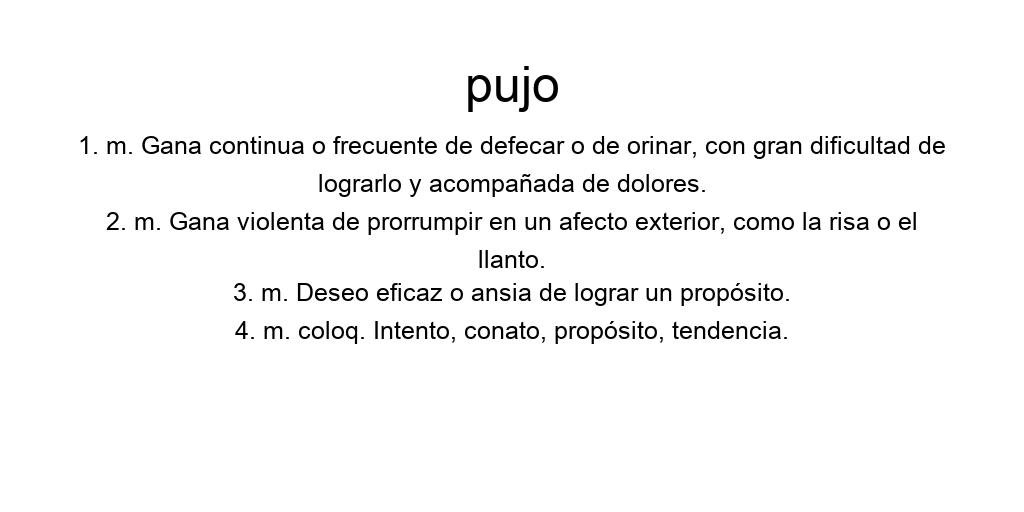 pujo
1. m. Gana continua o frecuente de defecar o de orinar, con gran dificultad de
lograrlo y acompañada de dolores.
2. m. Gana violenta de prorrumpir en un afecto exterior, como la risa o el
llanto.
3. m. Deseo eficaz o ansia de lograr un propósito.
4. m. coloq. Intento, conato, propósito, tendencia.